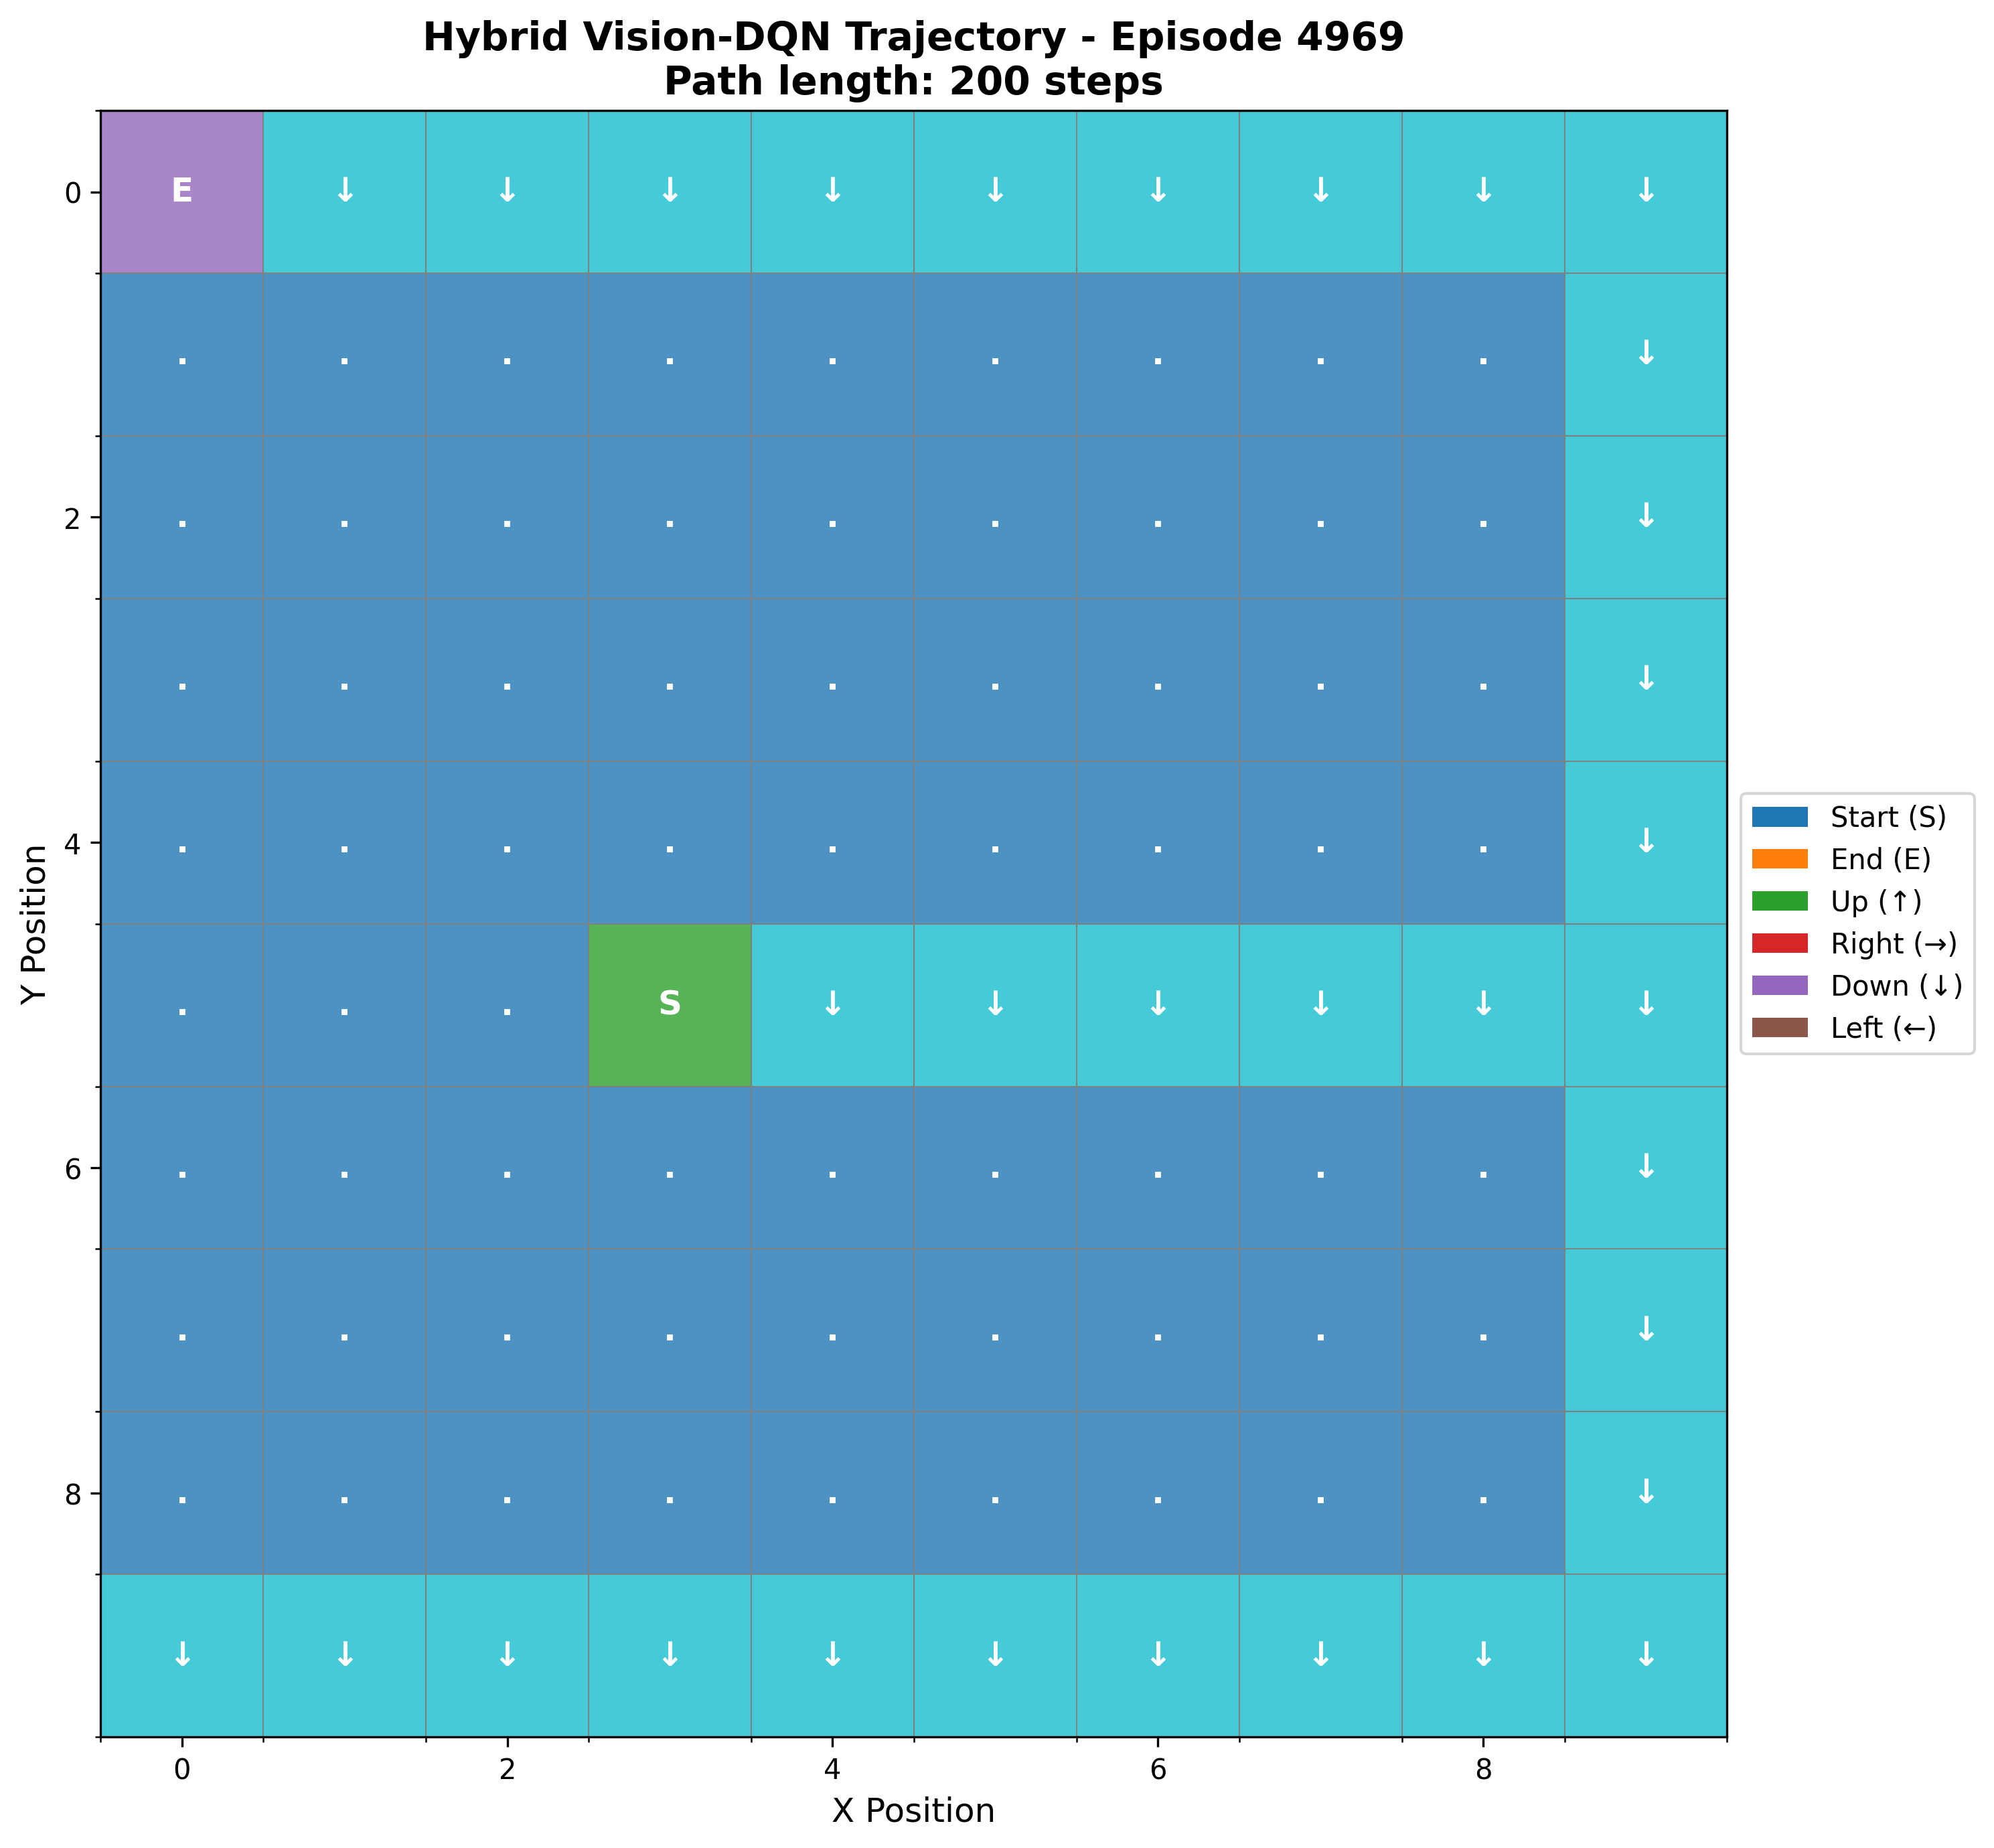 Hybrid Vision-DQN Trajectory - Episode 4969
Path length: 200 steps
Y Position
0
2
4
6
8
E ↓ ↓ ↓ ↓ ↓ ↓ ↓ ↓ ↓
. . . . . . . . . ↓
. . . . . . . . . ↓
. . . . . . . . . ↓
. . . . . . . . . ↓
. . . S ↓ ↓ ↓ ↓ ↓ ↓
. . . . . . . . . ↓
. . . . . . . . . ↓
. . . . . . . . . ↓
↓ ↓ ↓ ↓ ↓ ↓ ↓ ↓ ↓ ↓
0 2 4 6 8
X Position
Start (S)
End (E)
Up (↑)
Right (→)
Down (↓)
Left (←)